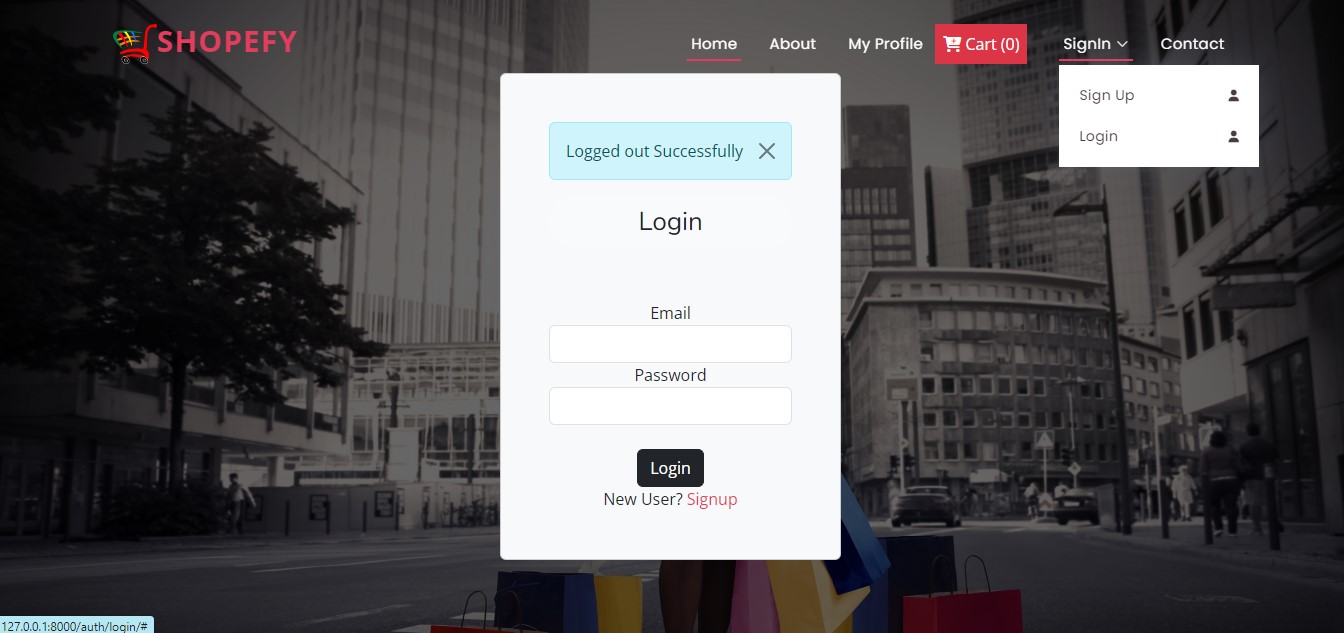 SHOPEFY
Home About My Profile Cart (0) SignIn Contact
Sign Up
Login
Logged out Successfully
Login
Email
Password
Login
New User? Signup
127.0.0.1:8000/auth/login/#